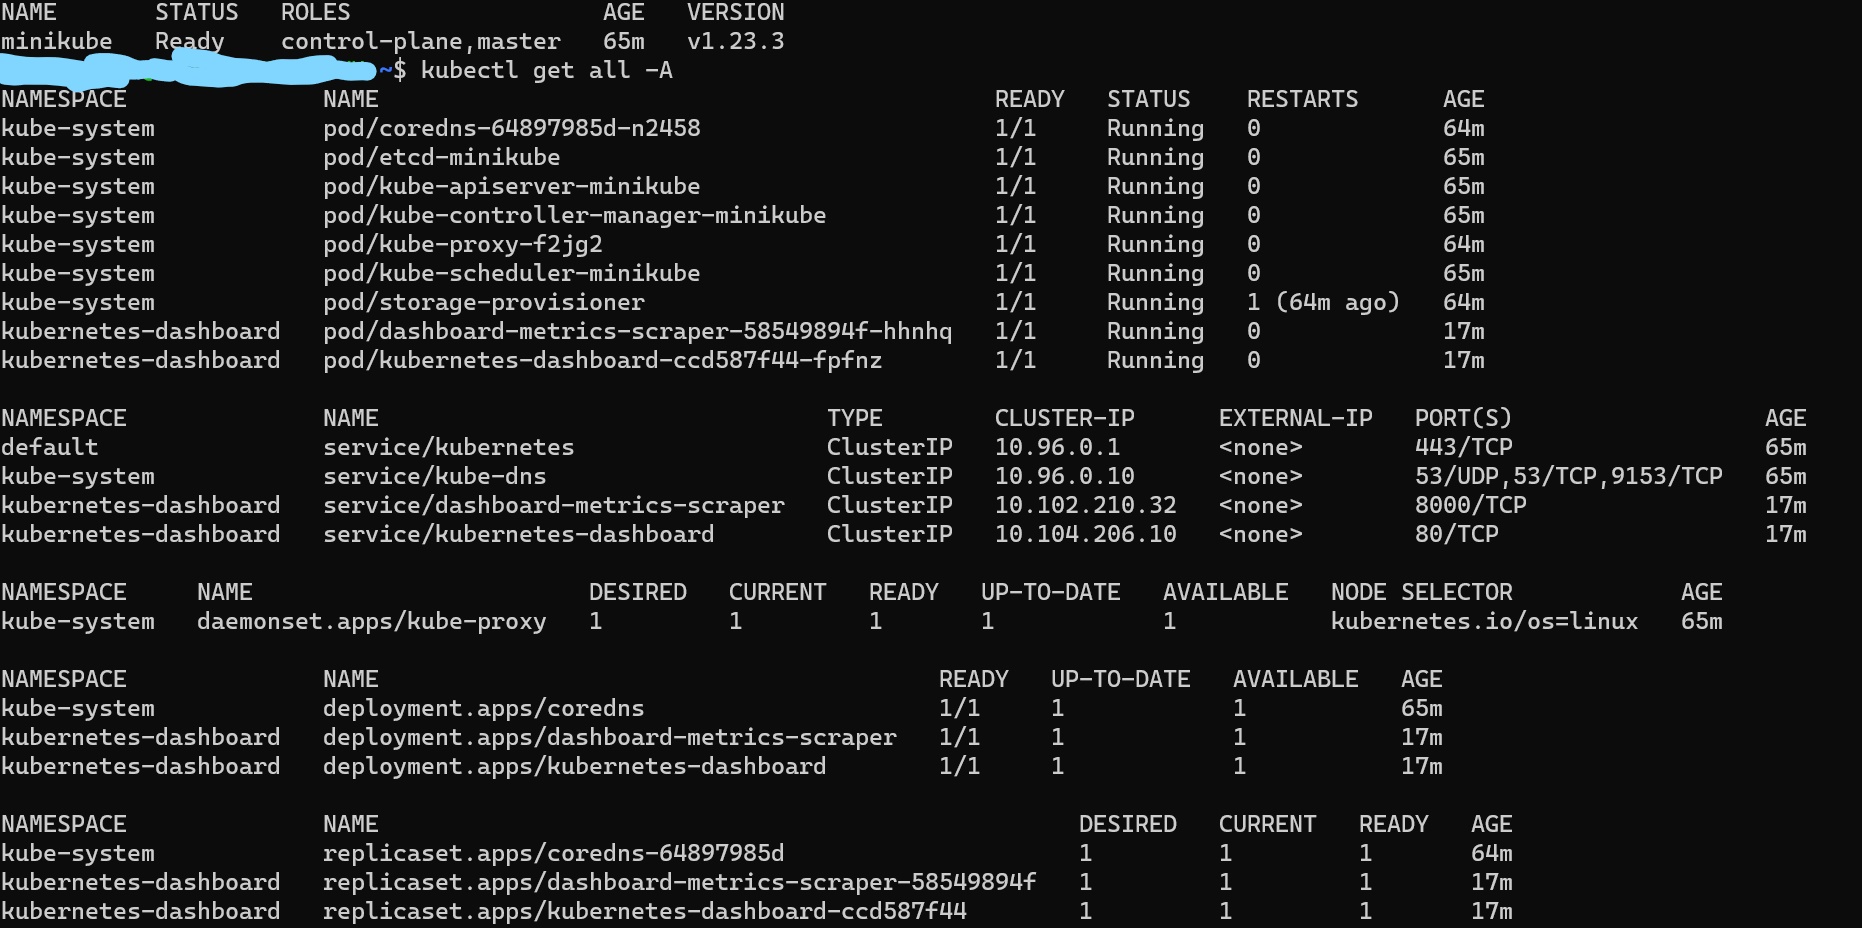 NAME       STATUS   ROLES                  AGE   VERSION
minikube   Ready    control-plane,master   65m   v1.23.3
~$ kubectl get all -A
NAMESPACE              NAME                                            READY   STATUS    RESTARTS      AGE
kube-system            pod/coredns-64897985d-n2458                     1/1     Running   0             64m
kube-system            pod/etcd-minikube                               1/1     Running   0             65m
kube-system            pod/kube-apiserver-minikube                     1/1     Running   0             65m
kube-system            pod/kube-controller-manager-minikube            1/1     Running   0             65m
kube-system            pod/kube-proxy-f2jg2                            1/1     Running   0             64m
kube-system            pod/kube-scheduler-minikube                     1/1     Running   0             65m
kube-system            pod/storage-provisioner                         1/1     Running   1 (64m ago)   64m
kubernetes-dashboard   pod/dashboard-metrics-scraper-58549894f-hhnhq   1/1     Running   0             17m
kubernetes-dashboard   pod/kubernetes-dashboard-ccd587f44-fpfnz        1/1     Running   0             17m
NAMESPACE              NAME                                TYPE        CLUSTER-IP      EXTERNAL-IP   PORT(S)                  AGE
default                service/kubernetes                  ClusterIP   10.96.0.1       <none>        443/TCP                  65m
kube-system            service/kube-dns                    ClusterIP   10.96.0.10      <none>        53/UDP,53/TCP,9153/TCP   65m
kubernetes-dashboard   service/dashboard-metrics-scraper   ClusterIP   10.102.210.32   <none>        8000/TCP                 17m
kubernetes-dashboard   service/kubernetes-dashboard        ClusterIP   10.104.206.10   <none>        80/TCP                   17m
NAMESPACE     NAME                        DESIRED   CURRENT   READY   UP-TO-DATE   AVAILABLE   NODE SELECTOR            AGE
kube-system   daemonset.apps/kube-proxy   1         1         1       1            1           kubernetes.io/os=linux   65m
NAMESPACE              NAME                                        READY   UP-TO-DATE   AVAILABLE   AGE
kube-system            deployment.apps/coredns                     1/1     1            1           65m
kubernetes-dashboard   deployment.apps/dashboard-metrics-scraper   1/1     1            1           17m
kubernetes-dashboard   deployment.apps/kubernetes-dashboard        1/1     1            1           17m
NAMESPACE              NAME                                                  DESIRED   CURRENT   READY   AGE
kube-system            replicaset.apps/coredns-64897985d                     1         1         1       64m
kubernetes-dashboard   replicaset.apps/dashboard-metrics-scraper-58549894f   1         1         1       17m
kubernetes-dashboard   replicaset.apps/kubernetes-dashboard-ccd587f44        1         1         1       17m